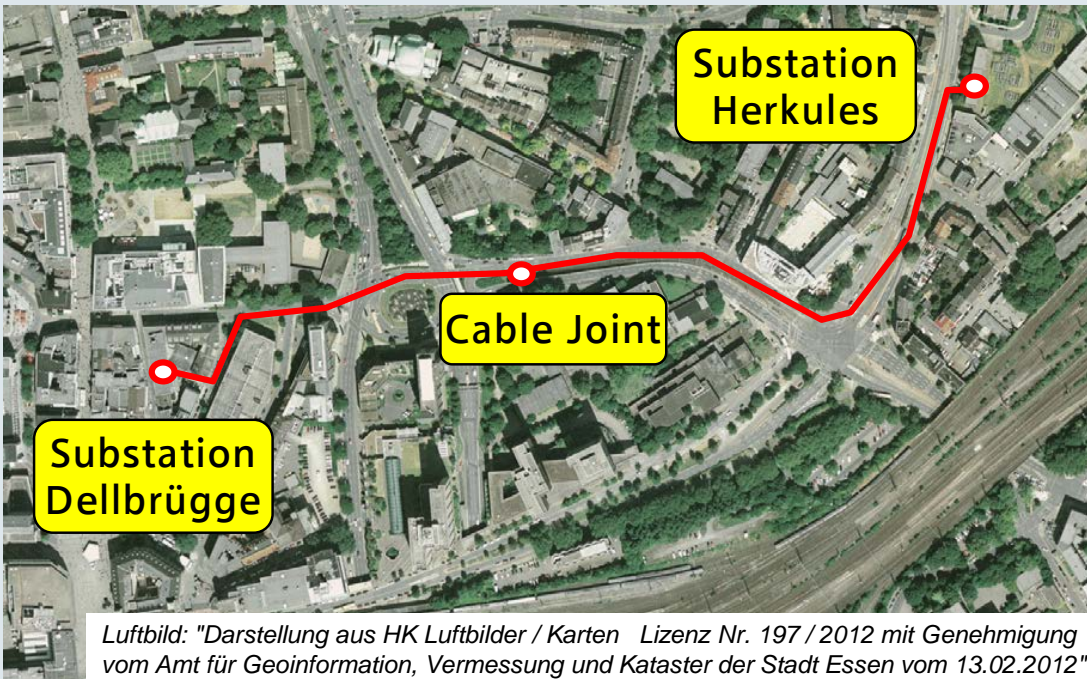 Substation
Herkules
Cable Joint
Substation
Dellbrügge
Luftbild: "Darstellung aus HK Luftbilder / Karten Lizenz Nr. 197 / 2012 mit Genehmigung
vom Amt für Geoinformation, Vermessung und Kataster der Stadt Essen vom 13.02.2012"